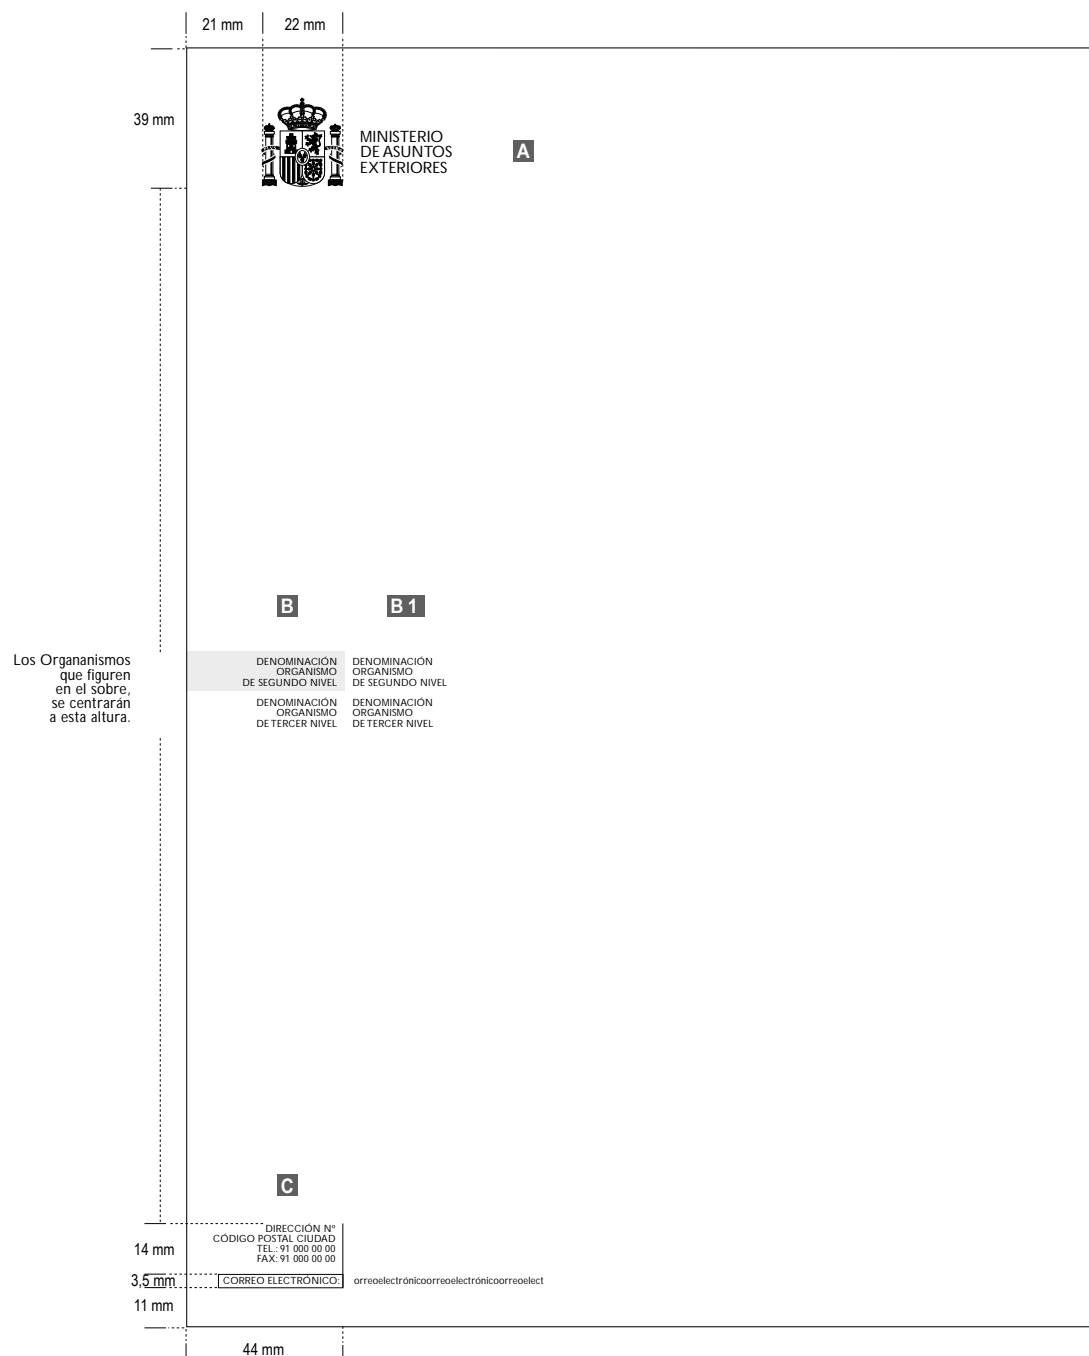 21 mm
22 mm
39 mm
MINISTERIO
DE ASUNTOS
EXTERIORES
A
B
B 1
Los Organanismos
que figuren
en el sobre,
se centrarán
a esta altura.
DENOMINACIÓN
ORGANISMO
DE SEGUNDO NIVEL
DENOMINACIÓN
ORGANISMO
DE SEGUNDO NIVEL
DENOMINACIÓN
ORGANISMO
DE TERCER NIVEL
DENOMINACIÓN
ORGANISMO
DE TERCER NIVEL
C
DIRECCIÓN Nº
CÓDIGO POSTAL CIUDAD
TEL.: 91 000 00 00
FAX: 91 000 00 00
14 mm
3,5 mm
CORREO ELECTRÓNICO:
orreoelectrónicoorreoelectrónicoorreoelect
11 mm
44 mm